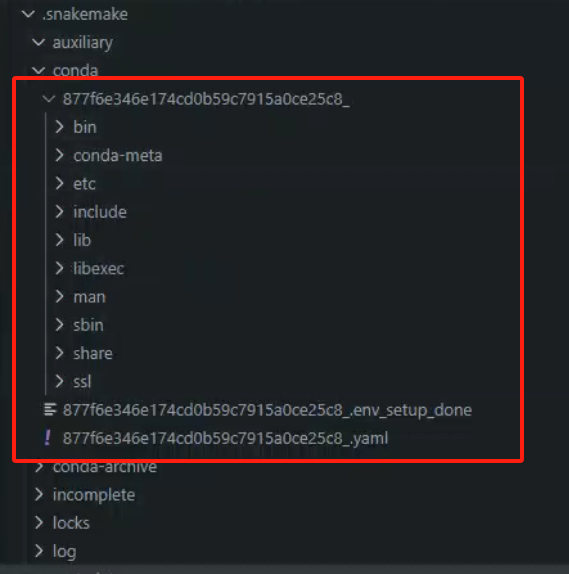 .snakemake
auxiliary
conda
877f6e346e174cd0b59c7915a0ce25c8_
bin
conda-meta
etc
include
lib
libexec
man
sbin
share
ssl
877f6e346e174cd0b59c7915a0ce25c8_.env_setup_done
! 877f6e346e174cd0b59c7915a0ce25c8_.yaml
conda-archive
incomplete
locks
log